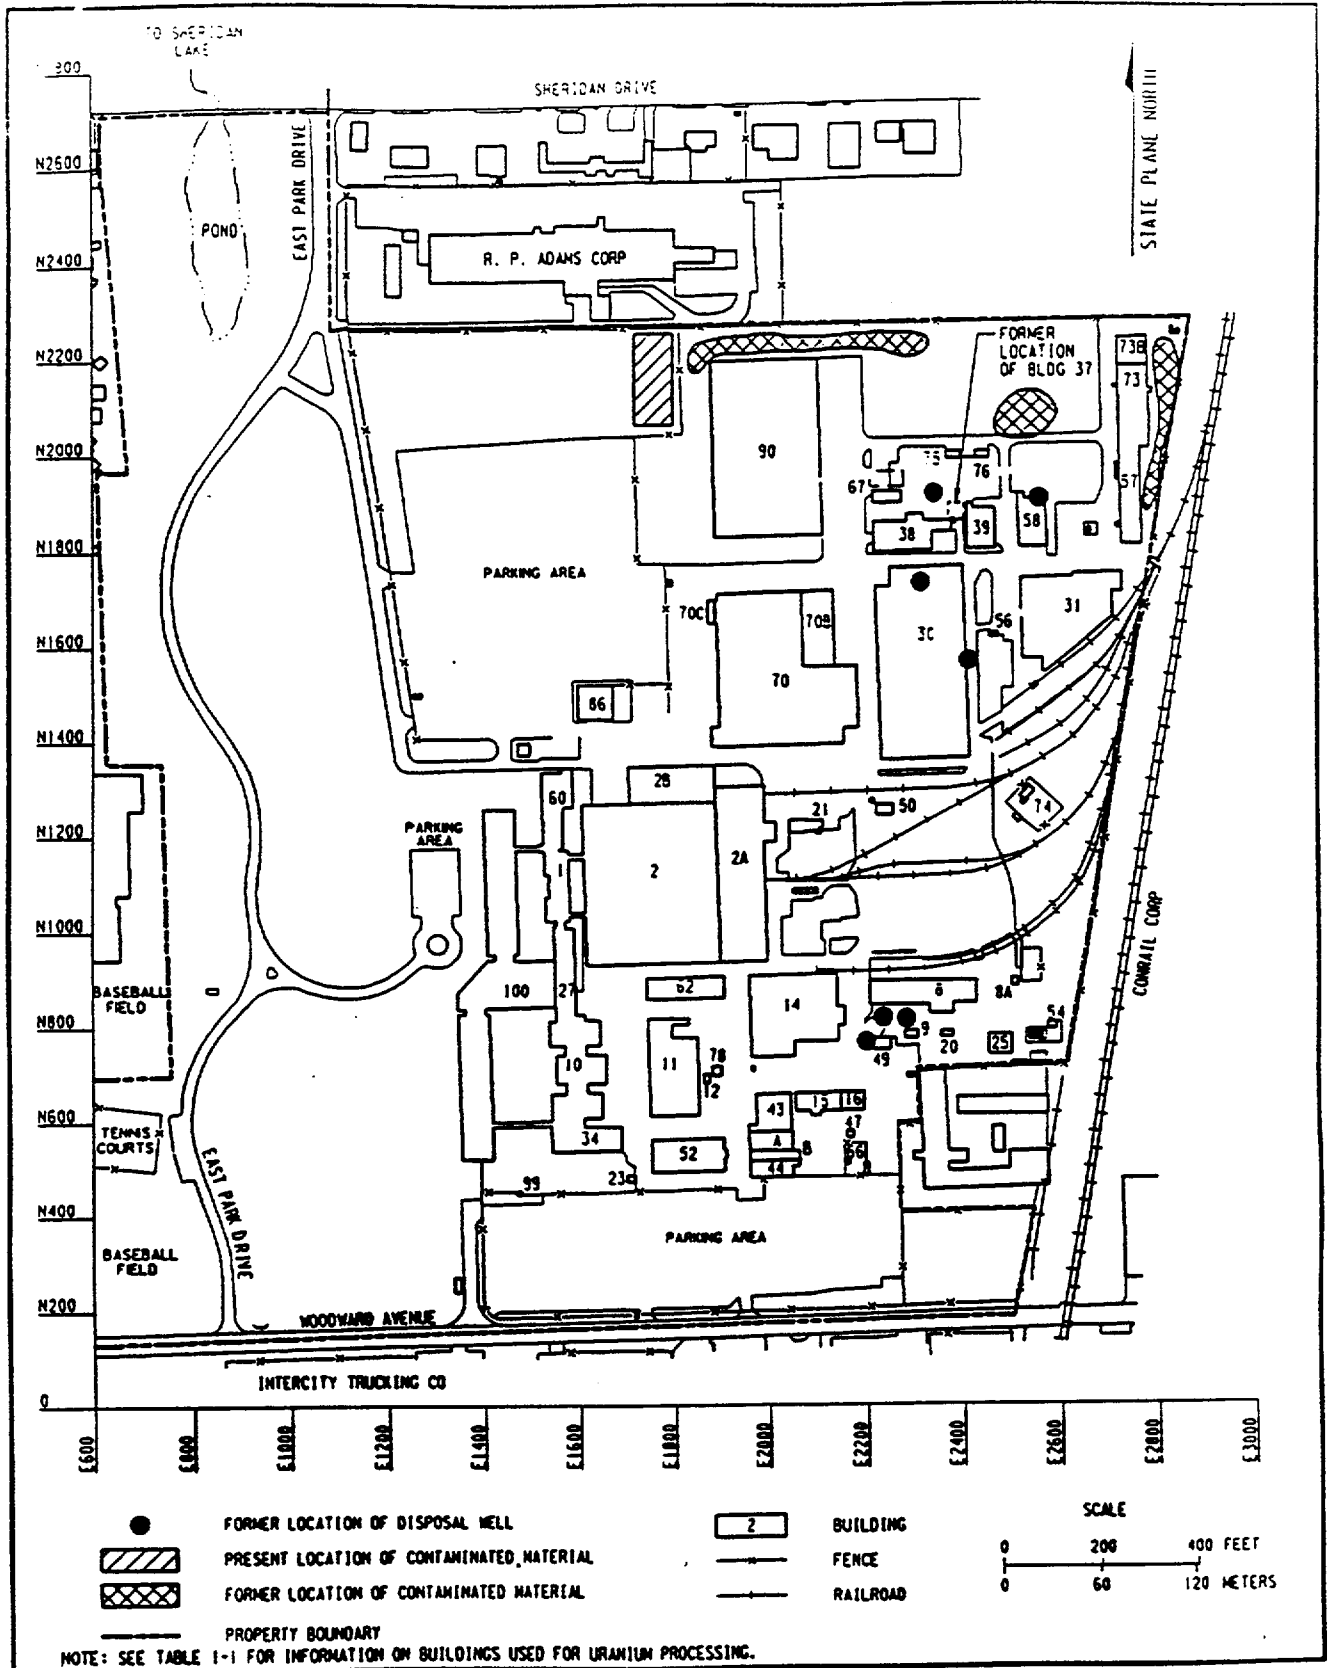 TO SHERIDAN
LAKE
SHERIDAN DRIVE
STATE PLANE NORTH
EAST PARK DRIVE
POND
R. P. ADAMS CORP
N2600
N2400
N2200
N2000
N1800
N1600
N1400
N1200
N1000
N800
N600
N400
N200
0
FORMER
LOCATION
OF BLDG 37
73B
73
90
76
67
57
58
38
39
PARKING AREA
31
56
70C
70B
30
70
86
2B
60
21
50
74
PARKING
AREA
2
2A
1
CONRAIL CORP
BASEBALL
FIELD
100
27
62
14
8A
54
9
20
25
49
10
11
78
12
43
15
16
47
TENNIS
COURTS
34
52
A
B
66
44
23
99
EAST PARK DRIVE
BASEBALL
FIELD
PARKING AREA
WOODWARD AVENUE
INTERCITY TRUCKING CO
E600
E800
E1000
E1200
E1400
E1600
E1800
E2000
E2200
E2400
E2600
E2800
E3000
FORMER LOCATION OF DISPOSAL WELL
PRESENT LOCATION OF CONTAMINATED MATERIAL
FORMER LOCATION OF CONTAMINATED MATERIAL
PROPERTY BOUNDARY
2 BUILDING
FENCE
RAILROAD
SCALE
0 200 400 FEET
0 60 120 METERS
NOTE: SEE TABLE 1-1 FOR INFORMATION ON BUILDINGS USED FOR URANIUM PROCESSING.